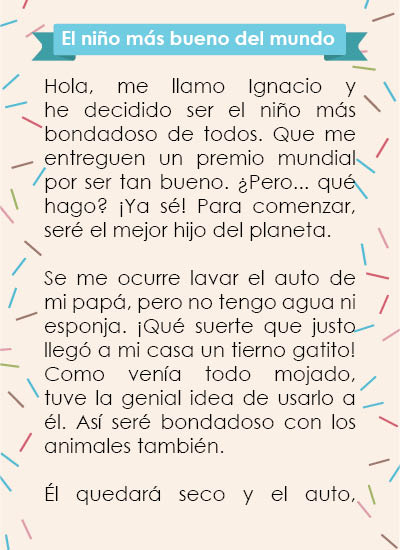 El niño más bueno del mundo
Hola, me llamo Ignacio y
he decidido ser el niño más
bondadoso de todos. Que me
entreguen un premio mundial
por ser tan bueno. ¿Pero... qué
hago? ¡Ya sé! Para comenzar,
seré el mejor hijo del planeta.
Se me ocurre lavar el auto de
mi papá, pero no tengo agua ni
esponja. ¡Qué suerte que justo
llegó a mi casa un tierno gatito!
Como venía todo mojado,
tuve la genial idea de usarlo a
él. Así seré bondadoso con los
animales también.
Él quedará seco y el auto,